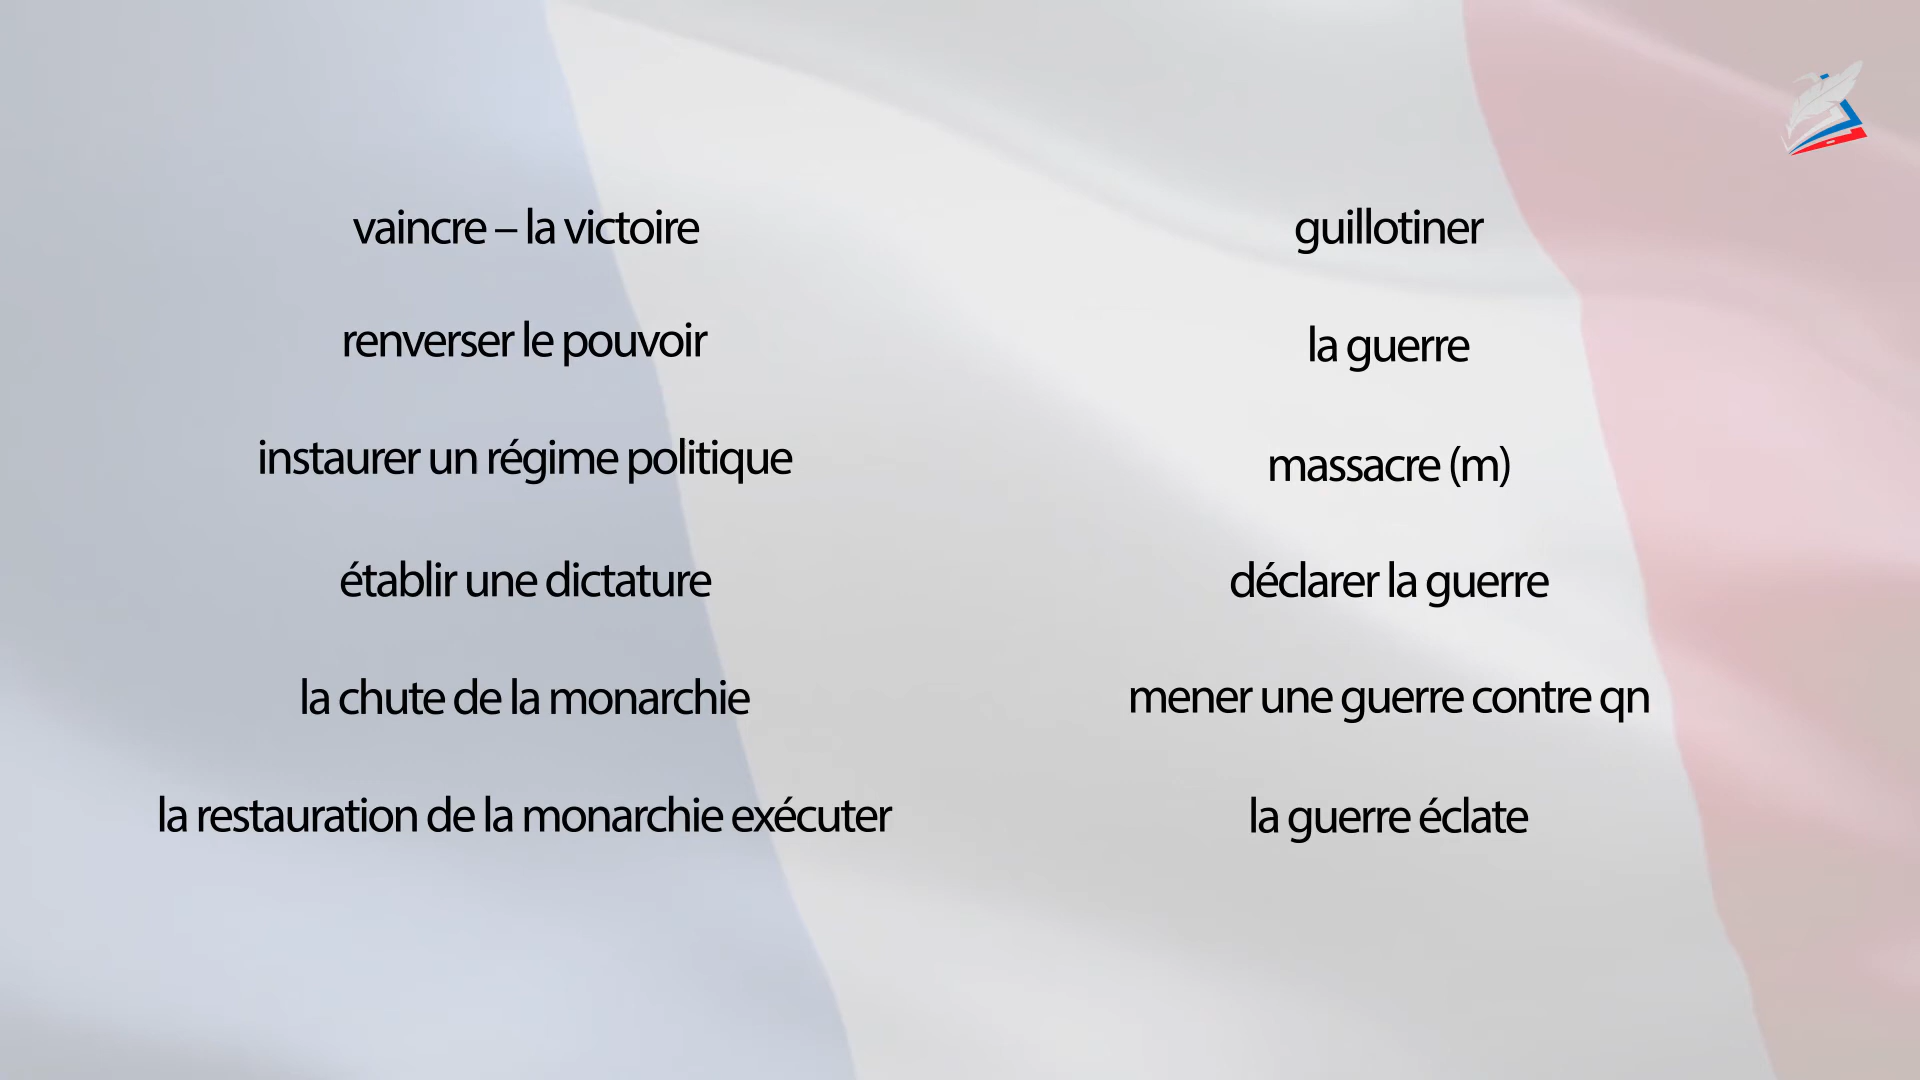 vaincre – la victoire
renverser le pouvoir
instaurer un régime politique
établir une dictature
la chute de la monarchie
la restauration de la monarchie exécuter
guillotiner
la guerre
massacre (m)
déclarer la guerre
mener une guerre contre qn
la guerre éclate